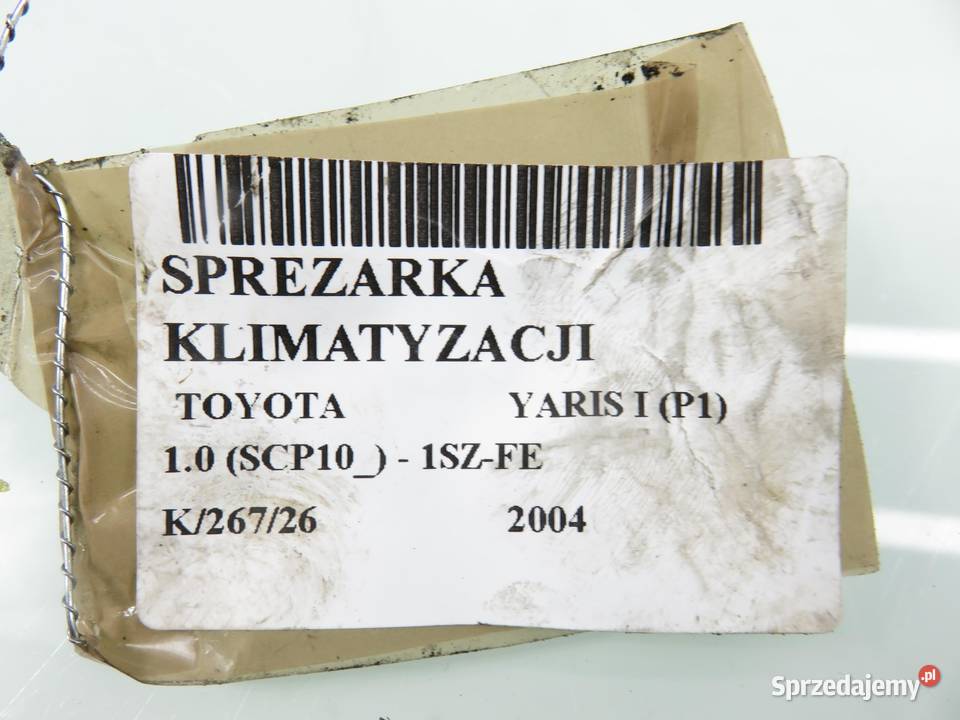 SPREZARKA
KLIMATYZACJI
TOYOTA YARIS I (P1)
1.0 (SCP10_) - 1SZ-FE
K/267/26 2004
Sprzedajemy.pl